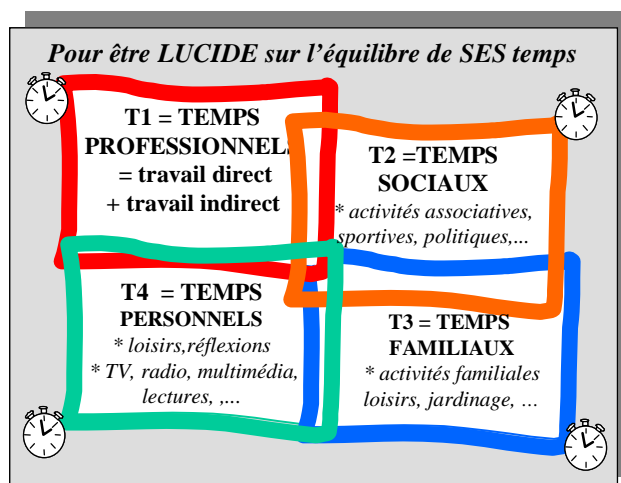 Pour être LUCIDE sur l'équilibre de SES temps
T1 = TEMPS
PROFESSIONNELS
= travail direct
+ travail indirect
T2 =TEMPS
SOCIAUX
* activités associatives,
sportives, politiques,...
T4 = TEMPS
PERSONNELS
* loisirs,réflexions
* TV, radio, multimédia,
lectures, ,...
T3 = TEMPS
FAMILIAUX
* activités familiales
loisirs, jardinage, …